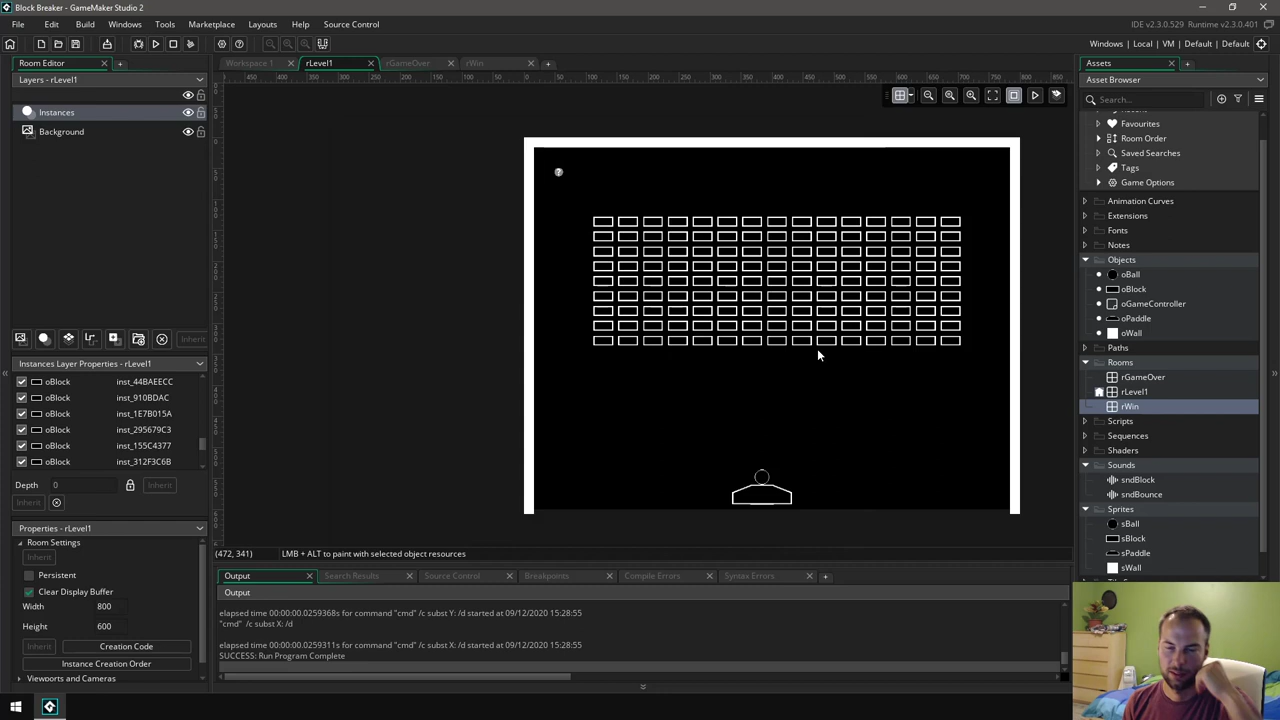 Block Breaker - GameMaker Studio 2
File Edit Build Windows Tools Marketplace Layouts Help Source Control
IDE v2.3.0.529 Runtime v2.3.0.401
Windows | Local | VM | Default | Default
Room Editor
Workspace 1 rLevel1 rGameOver rWin
Assets
Layers - rLevel1
Asset Browser
Search...
Instances
Background
Favourites
Room Order
Saved Searches
Tags
Game Options
Animation Curves
Extensions
Fonts
Notes
Objects
oBall
oBlock
oGameController
oPaddle
oWall
Paths
Rooms
rGameOver
rLevel1
rWin
Scripts
Sequences
Shaders
Sounds
sndBlock
sndBounce
Sprites
sBall
sBlock
sPaddle
sWall
Inherit
Instances Layer Properties - rLevel1
oBlock inst_44BAEECC
oBlock inst_910BDAC
oBlock inst_1E7B015A
oBlock inst_295679C3
oBlock inst_155C4377
oBlock inst_312F3C6B
Depth 0 Inherit
Inherit
Properties - rLevel1
Room Settings
Inherit
Persistent
Clear Display Buffer
Width 800
Height 600
Inherit Creation Code
Instance Creation Order
Viewports and Cameras
(472, 341) LMB + ALT to paint with selected object resources
Output Search Results Source Control Breakpoints Compile Errors Syntax Errors
Output
elapsed time 00:00:00.0259368s for command "cmd" /c subst Y: /d started at 09/12/2020 15:28:55
"cmd" /c subst X: /d
elapsed time 00:00:00.0259311s for command "cmd" /c subst X: /d started at 09/12/2020 15:28:55
SUCCESS: Run Program Complete